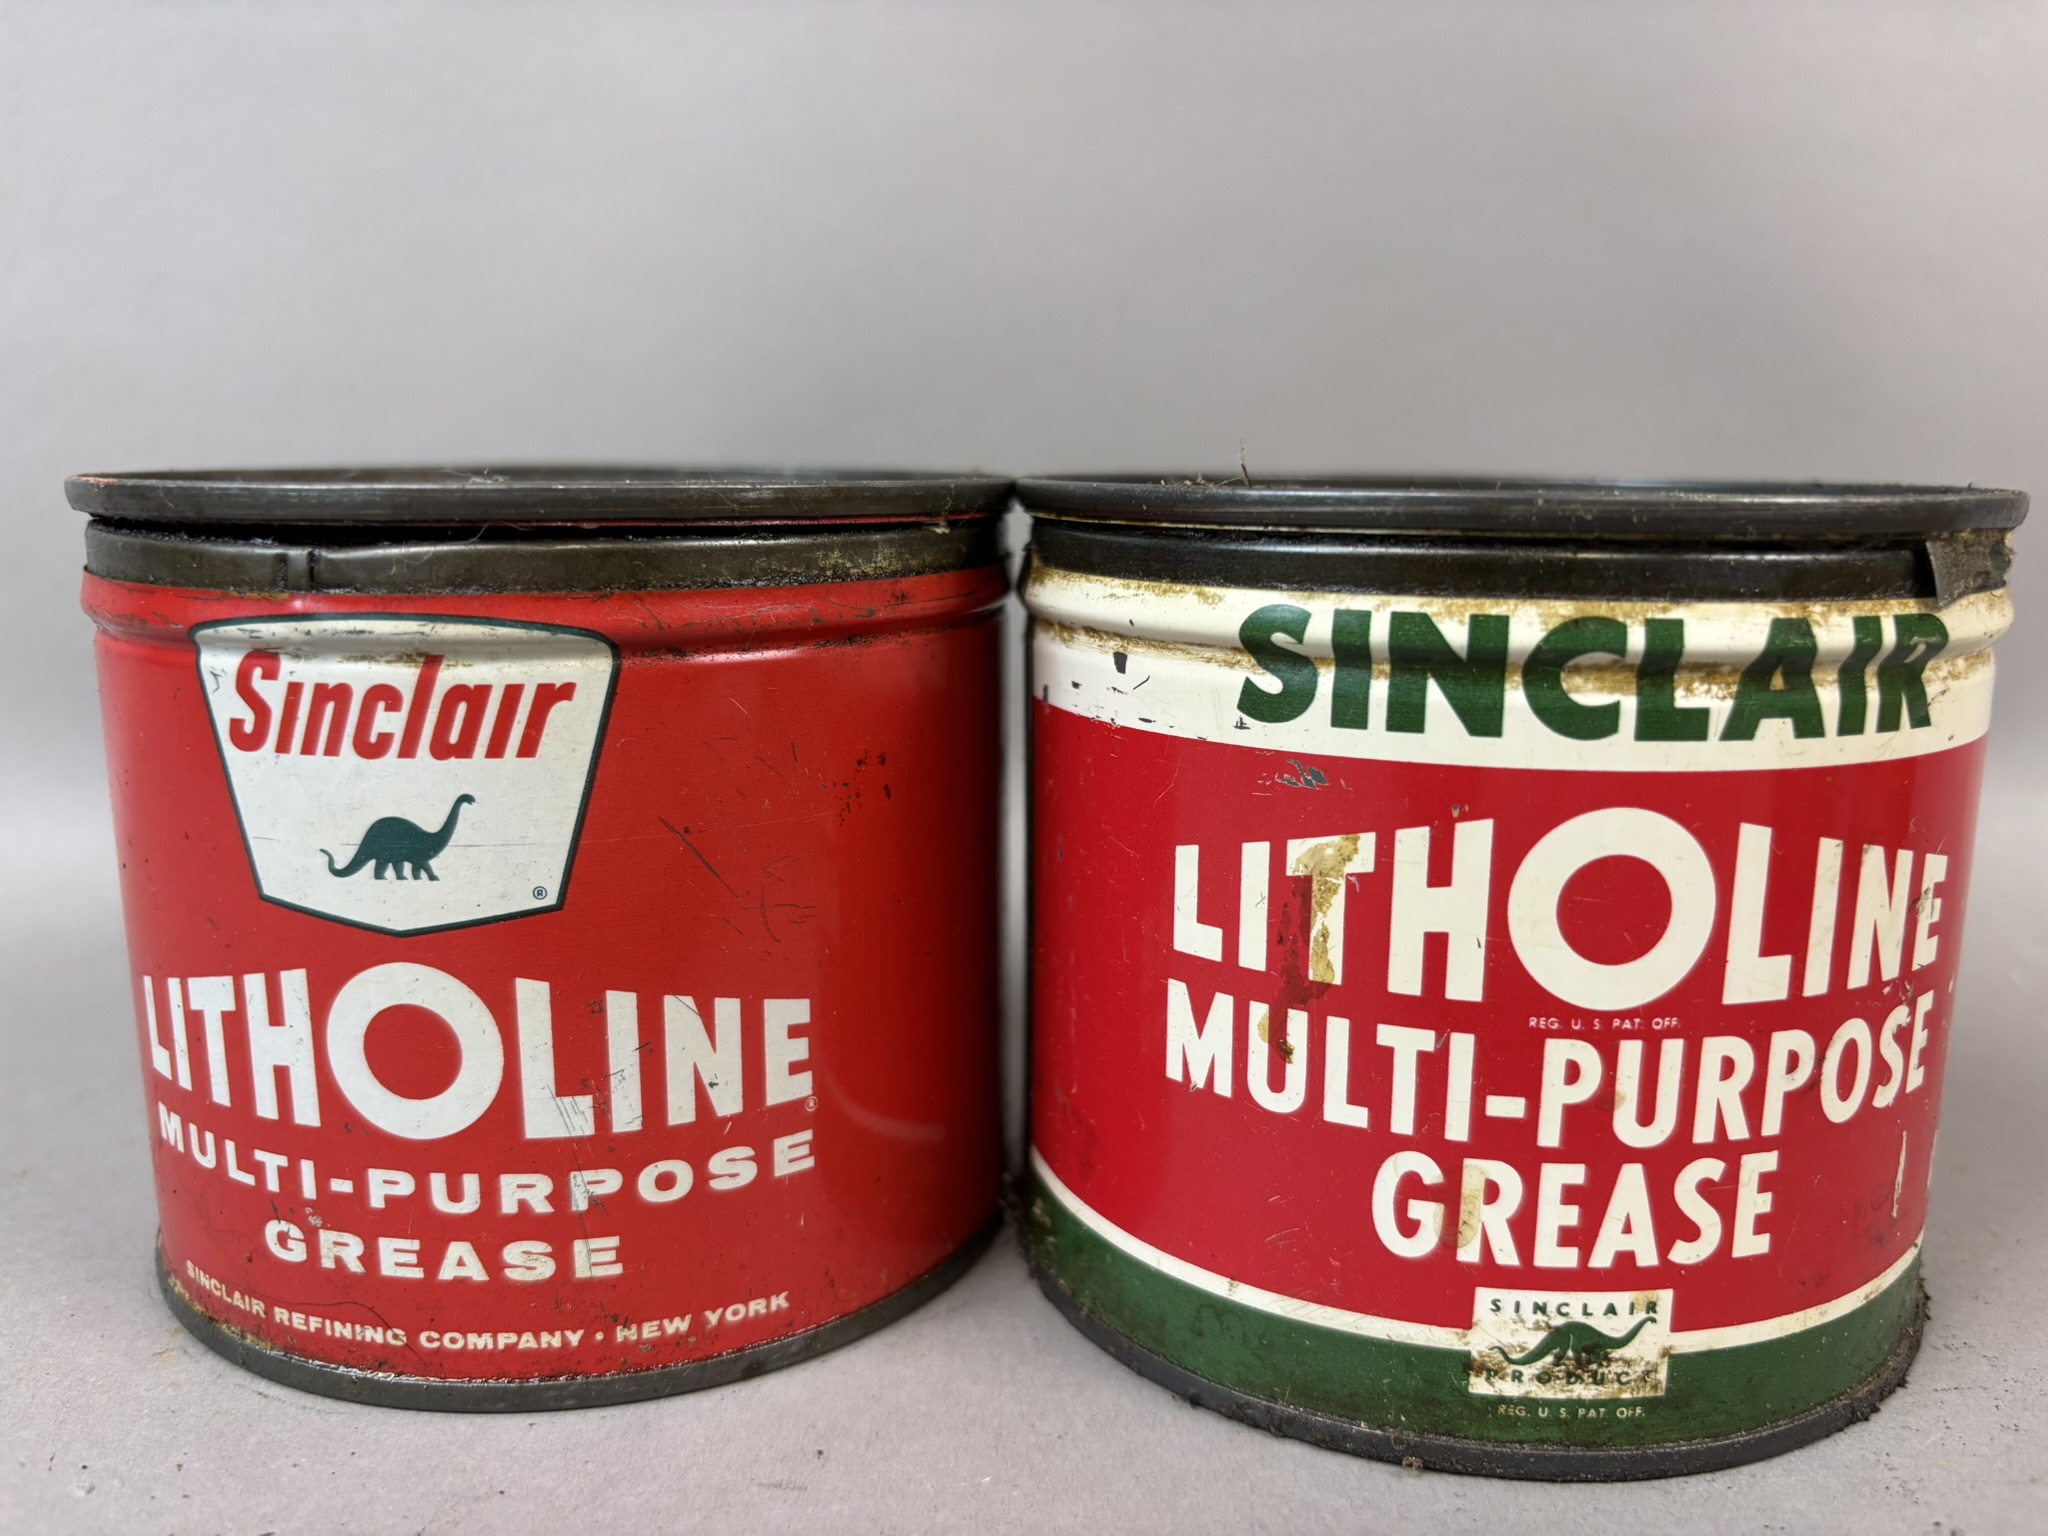 Sinclair
®
LITHOLINE
®
MULTI-PURPOSE
GREASE
SINCLAIR REFINING COMPANY • NEW YORK
SINCLAIR
LITHOLINE
REG. U. S. PAT. OFF.
MULTI-PURPOSE
GREASE
SINCLAIR
PRODUCT
REG. U. S. PAT. OFF.